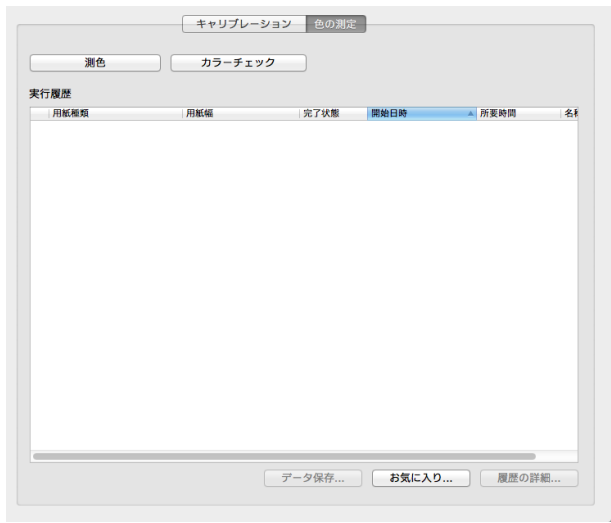 キャリブレーション 色の測定
測色 カラーチェック
実行履歴
用紙種類 用紙幅 完了状態 開始日時 所要時間
データ保存... お気に入り... 履歴の詳細...